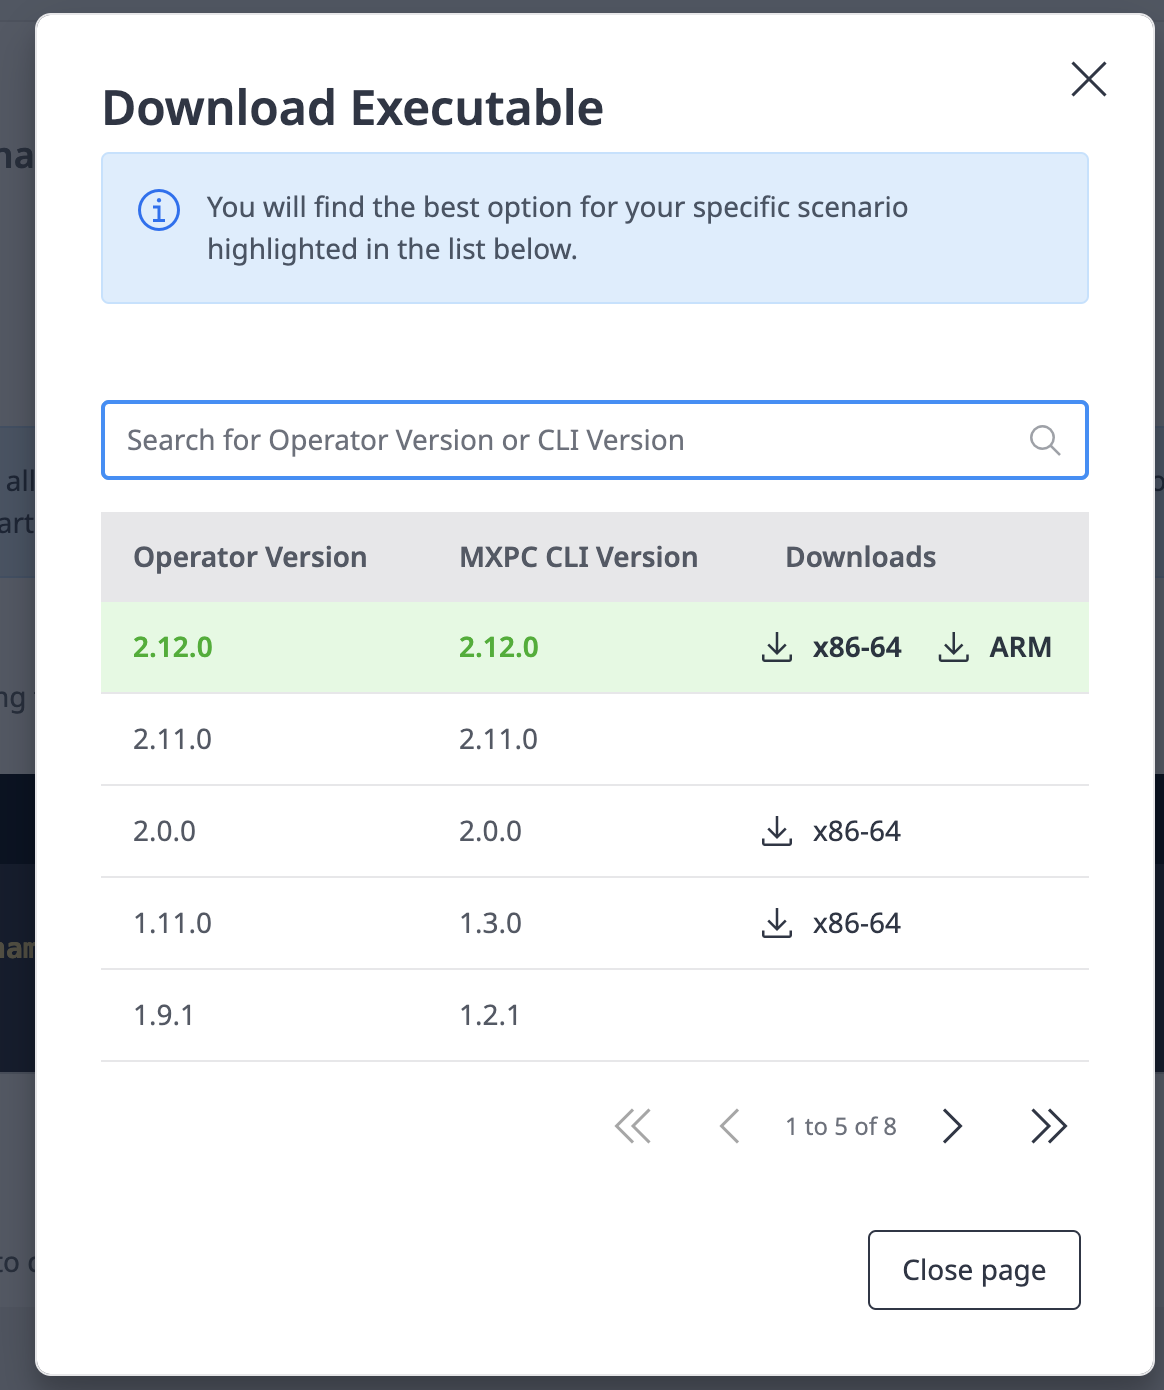 Download Executable
You will find the best option for your specific scenario
highlighted in the list below.
Search for Operator Version or CLI Version
Operator Version MXPC CLI Version Downloads
2.12.0 2.12.0 x86-64 ARM
2.11.0 2.11.0
2.0.0 2.0.0 x86-64
1.11.0 1.3.0 x86-64
1.9.1 1.2.1
1 to 5 of 8
Close page